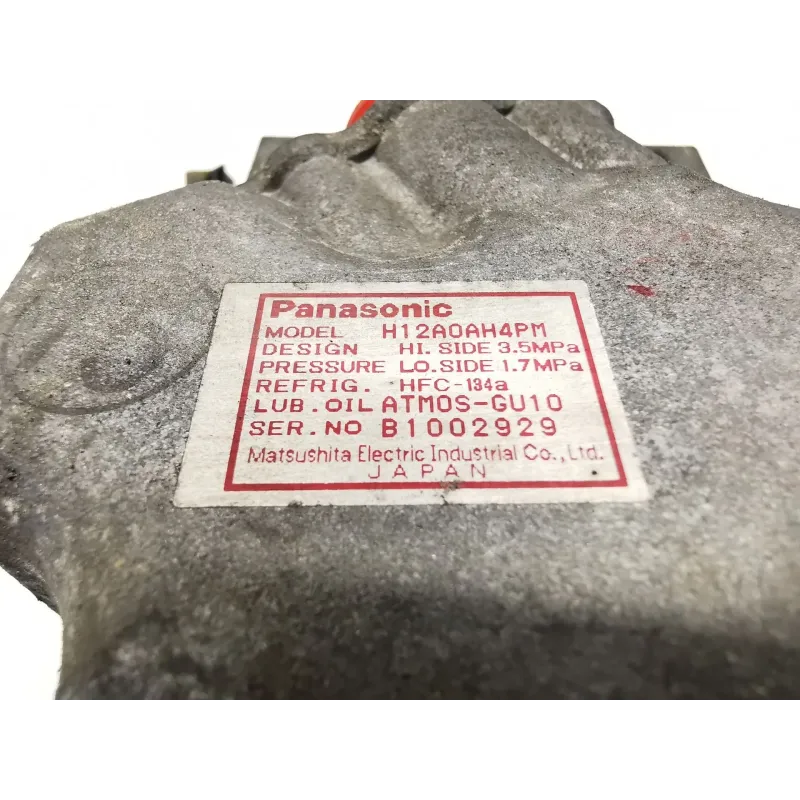 Panasonic
MODEL H12A0AH4PM
DESIGN HI. SIDE 3.5MPa
PRESSURE LO. SIDE 1.7MPa
REFRIG. HFC-134a
LUB. OIL ATMOS-GU10
SER. NO B1002929
Matsushita Electric Industrial Co., Ltd.
JAPAN